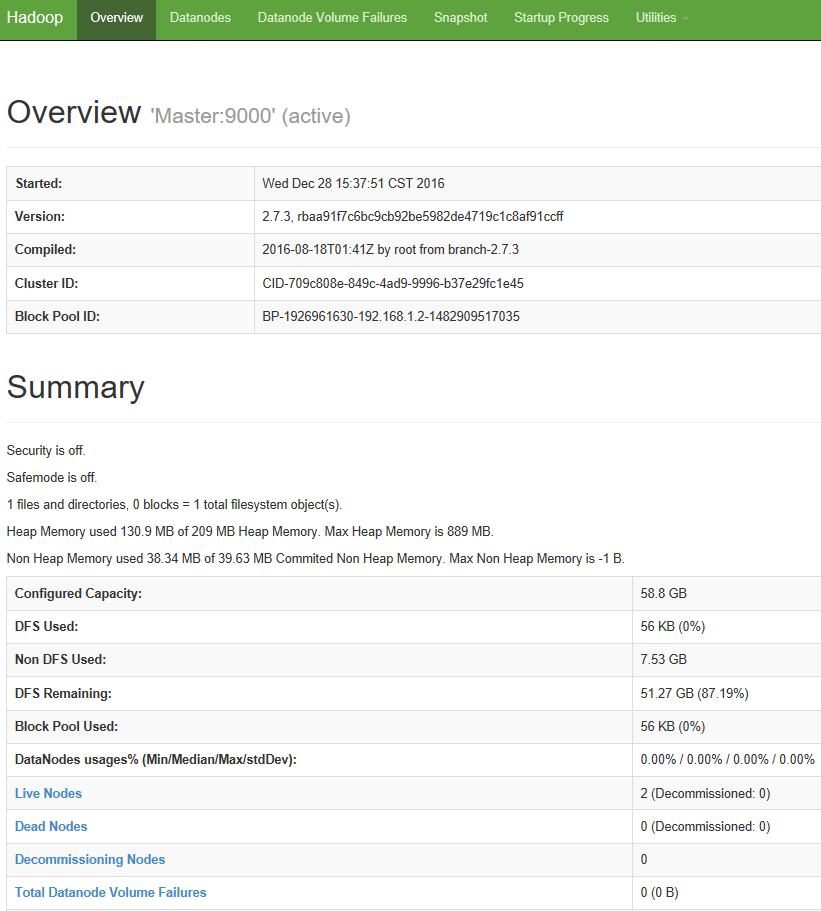 Hadoop Overview Datanodes Datanode Volume Failures Snapshot Startup Progress Utilities
Overview 'Master:9000' (active)
Started: Wed Dec 28 15:37:51 CST 2016
Version: 2.7.3, rbaa91f7c6bc9cb92be5982de4719c1c8af91ccff
Compiled: 2016-08-18T01:41Z by root from branch-2.7.3
Cluster ID: CID-709c808e-849c-4ad9-9996-b37e29fc1e45
Block Pool ID: BP-1926961630-192.168.1.2-1482909517035
Summary
Security is off.
Safemode is off.
1 files and directories, 0 blocks = 1 total filesystem object(s).
Heap Memory used 130.9 MB of 209 MB Heap Memory. Max Heap Memory is 889 MB.
Non Heap Memory used 38.34 MB of 39.63 MB Commited Non Heap Memory. Max Non Heap Memory is -1 B.
Configured Capacity: 58.8 GB
DFS Used: 56 KB (0%)
Non DFS Used: 7.53 GB
DFS Remaining: 51.27 GB (87.19%)
Block Pool Used: 56 KB (0%)
DataNodes usages% (Min/Median/Max/stdDev): 0.00% / 0.00% / 0.00% / 0.00%
Live Nodes 2 (Decommissioned: 0)
Dead Nodes 0 (Decommissioned: 0)
Decommissioning Nodes 0
Total Datanode Volume Failures 0 (0 B)